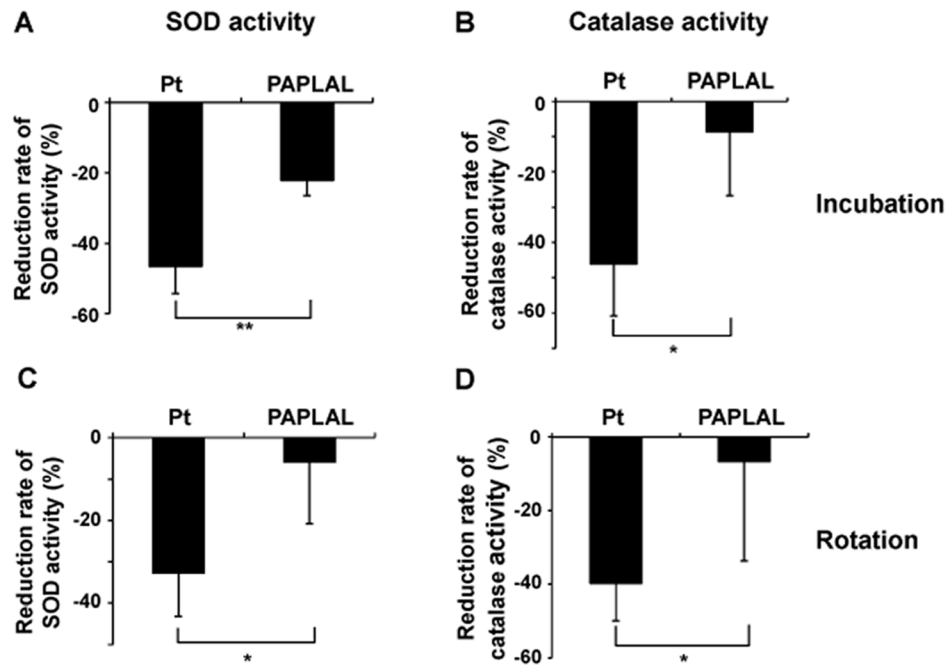 A SOD activity
B Catalase activity
Pt PAPLAL
Reduction rate of
SOD activity (%)
0
-20
-40
-60
**
Pt PAPLAL
Reduction rate of
catalase activity (%)
0
-20
-40
-60
*
Incubation
C
Pt PAPLAL
Reduction rate of
SOD activity (%)
0
-20
-40
*
D
Pt PAPLAL
Reduction rate of
catalase activity (%)
0
-20
-40
-60
*
Rotation